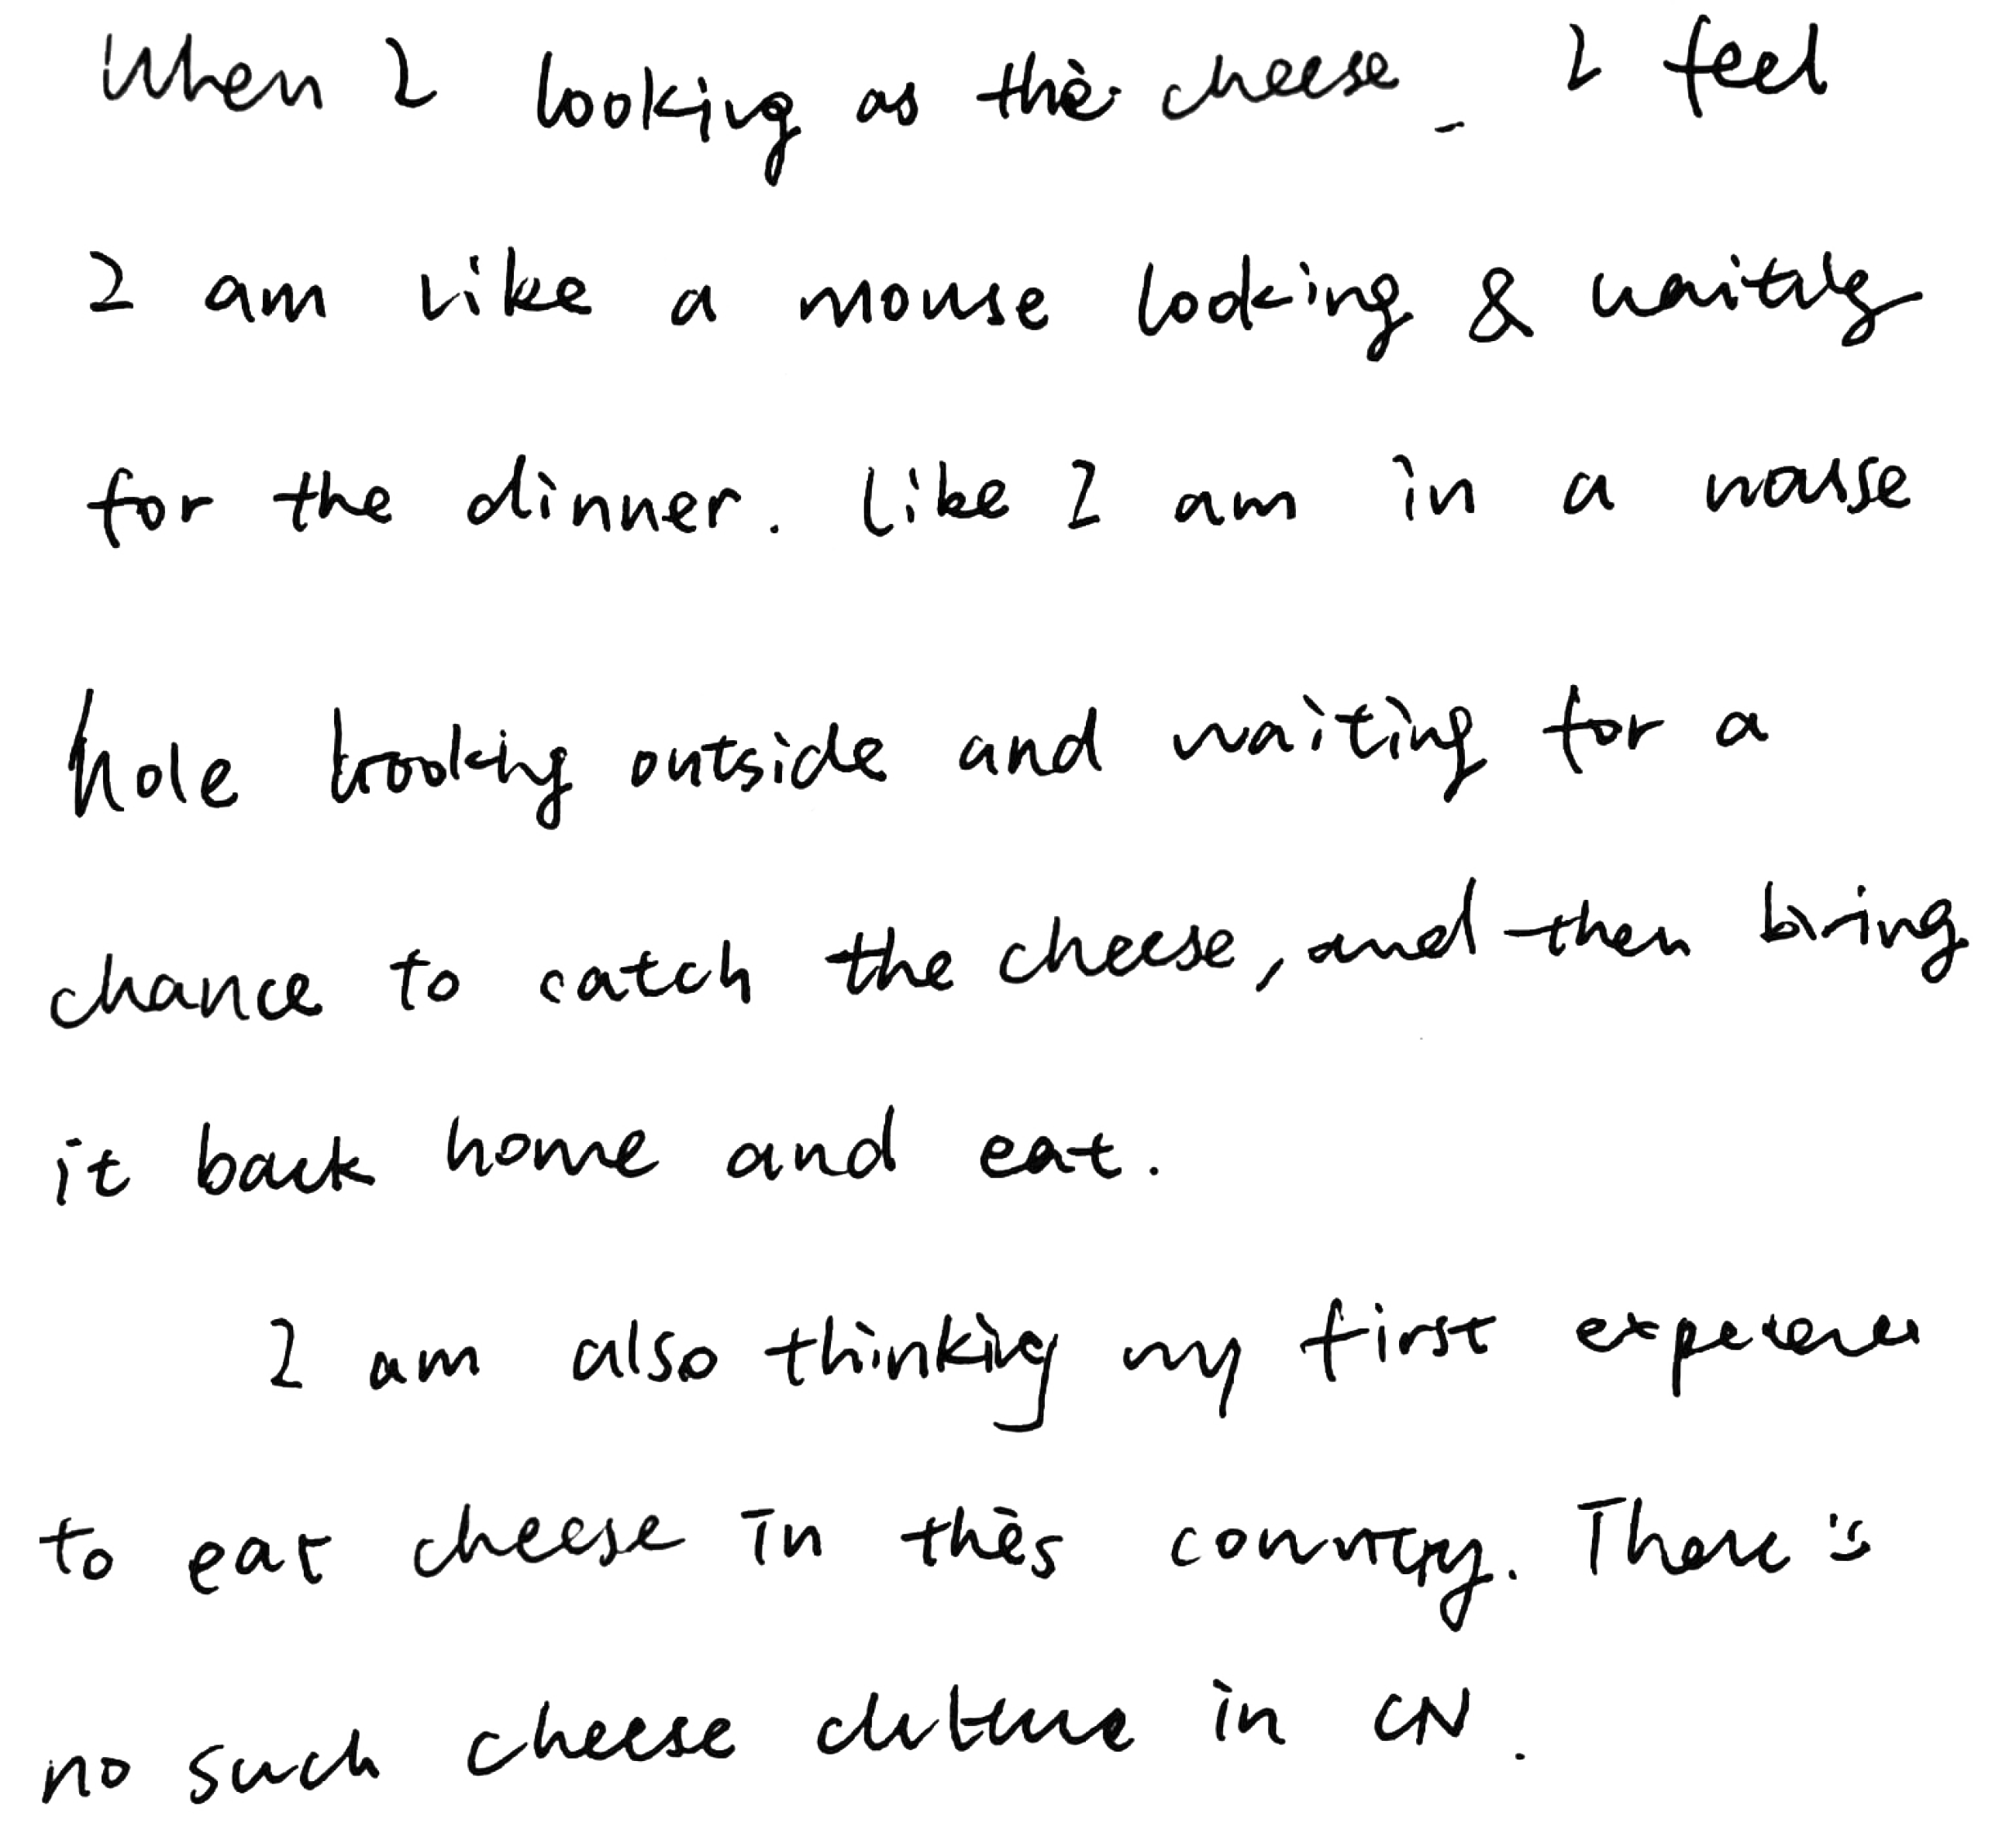 When I looking as the cheese, I feel
I am like a mouse looking & waiting
for the dinner. Like I am in a mouse
hole looking outside and waiting for a
chance to catch the cheese, and then bring
it back home and eat.
I am also thinking my first experience
to eat cheese in this country. There is
no such cheese culture in CN.